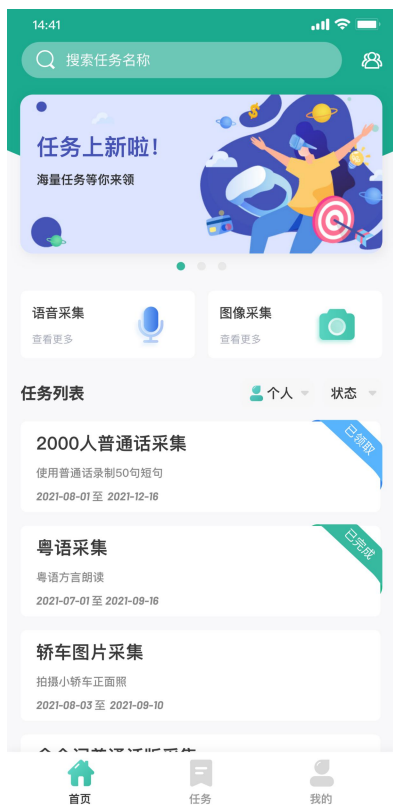 14:41
搜索任务名称
任务上新啦!
海量任务等你来领
语音采集
查看更多
图像采集
查看更多
任务列表
个人
状态
2000人普通话采集
已领取
使用普通话录制50句短句
2021-08-01 至 2021-12-16
粤语采集
已完成
粤语方言朗读
2021-07-01 至 2021-09-16
轿车图片采集
拍摄小轿车正面照
2021-08-03 至 2021-09-10
首页
任务
我的